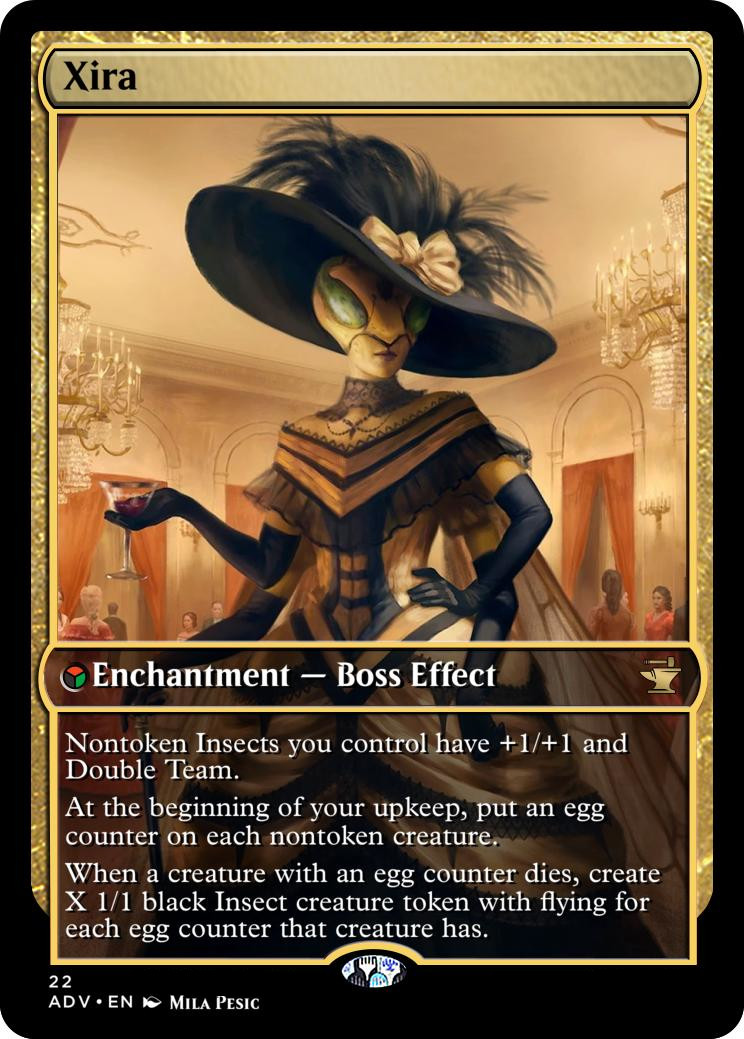 Xira
Enchantment — Boss Effect
Nontoken Insects you control have +1/+1 and
Double Team.
At the beginning of your upkeep, put an egg
counter on each nontoken creature.
When a creature with an egg counter dies, create
X 1/1 black Insect creature token with flying for
each egg counter that creature has.
22
ADV • EN Mila Pesic